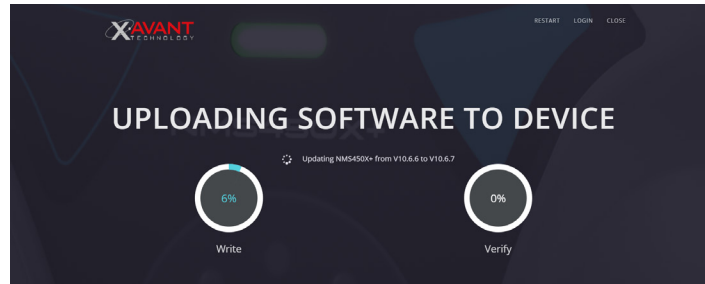 XAVANT
TECHNOLOGY
RESTART LOGIN CLOSE
UPLOADING SOFTWARE TO DEVICE
Updating NMS450X+ from V10.6.6 to V10.6.7
6% 0%
Write Verify